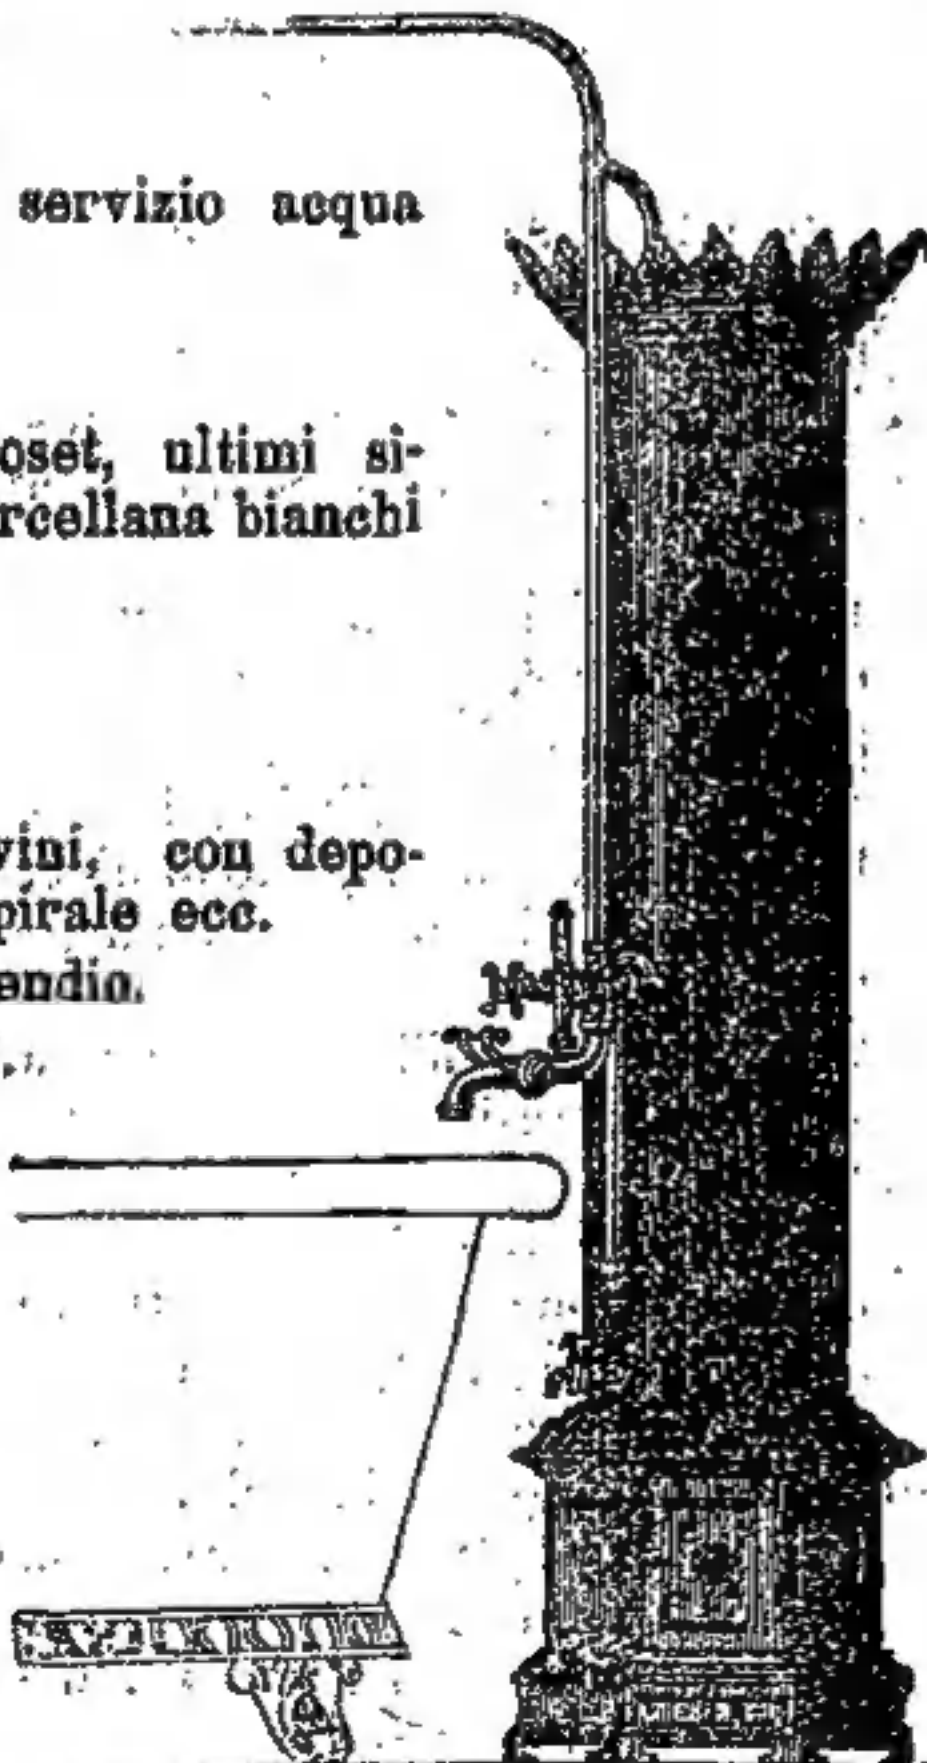 servizio acqua
oset, ultimi si-
rcellana bianchi
vini, con depo-
pirale ecc.
endio.